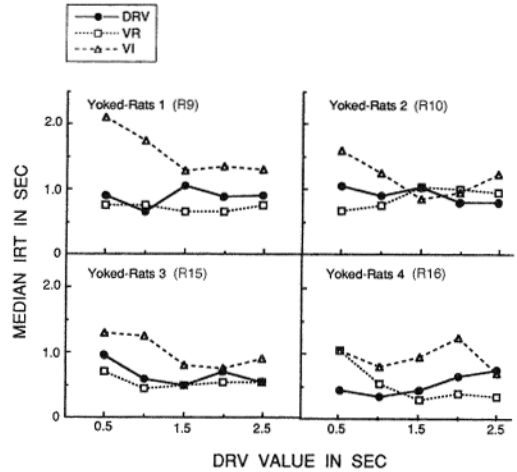 DRV
VR
VI
Yoked-Rats 1 (R9)
Yoked-Rats 2 (R10)
2.0
1.0
0
Yoked-Rats 3 (R15)
Yoked-Rats 4 (R16)
2.0
1.0
0
0.5 1.5 2.5 0.5 1.5 2.5
MEDIAN IRT IN SEC
DRV VALUE IN SEC